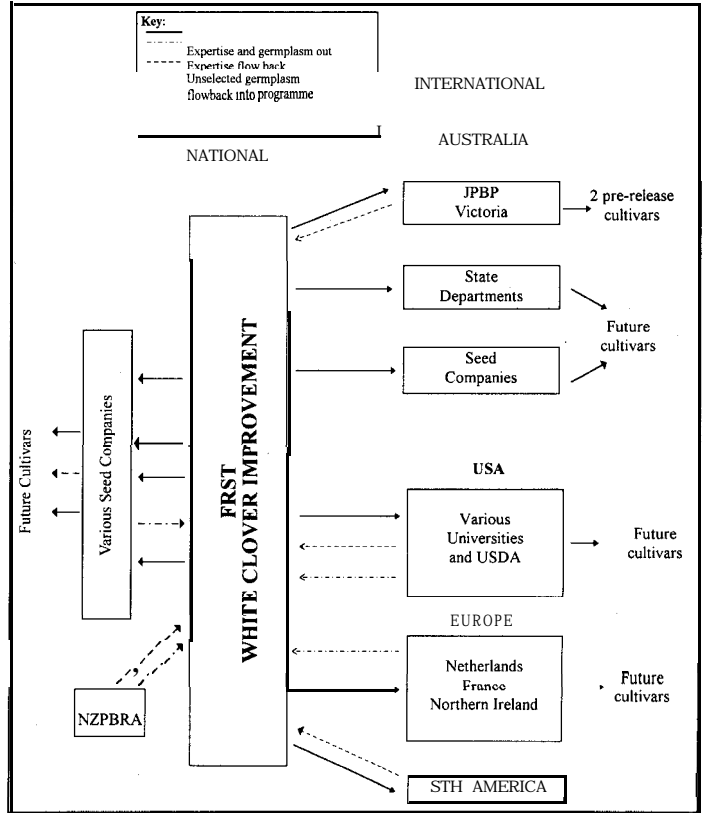 Key:
Expertise and germplasm out
Expertise flow back
Unselected germplasm
flowback into programme
INTERNATIONAL
NATIONAL
AUSTRALIA
JPBP
Victoria
2 pre-release
cultivars
State
Departments
Future
cultivars
Seed
Companies
FRST
WHITE CLOVER IMPROVEMENT
Various Seed Companies
Future Cultivars
NZPBRA
USA
Various
Universities
and USDA
Future
cultivars
EUROPE
Netherlands
France
Northern Ireland
Future
cultivars
STH AMERICA